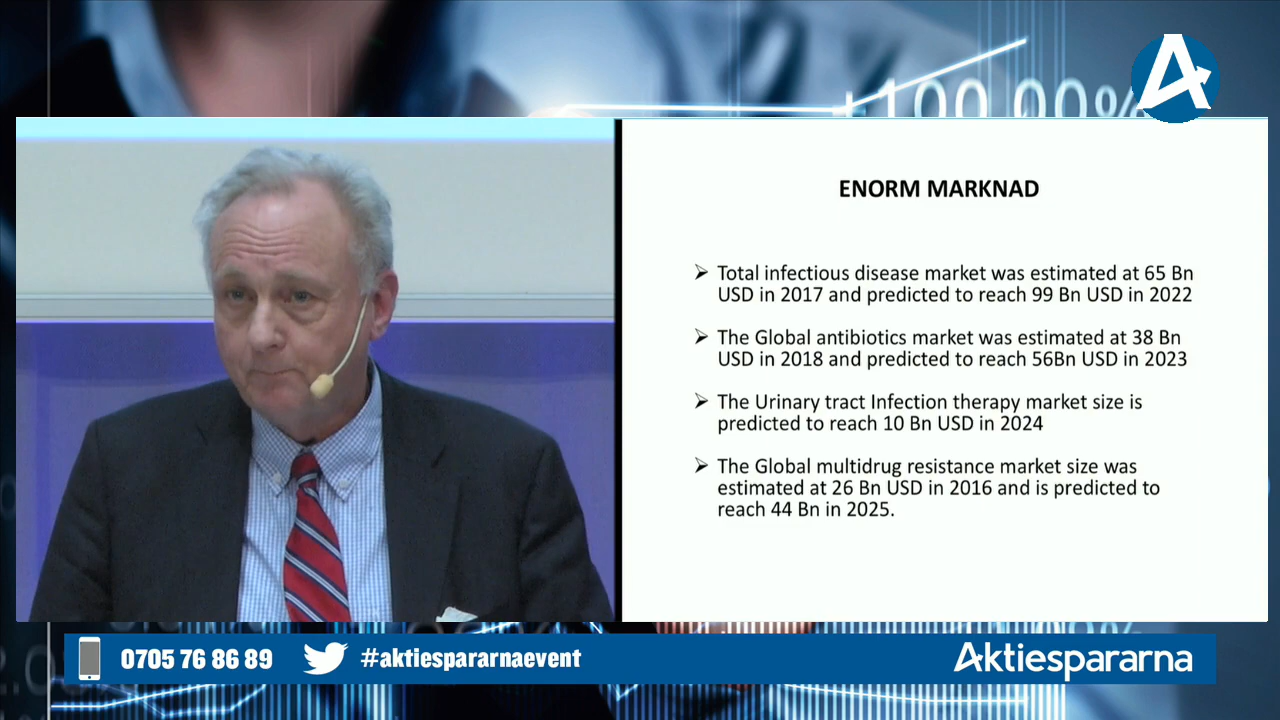 +100,00%
ENORM MARKNAD
Total infectious disease market was estimated at 65 Bn
USD in 2017 and predicted to reach 99 Bn USD in 2022
The Global antibiotics market was estimated at 38 Bn
USD in 2018 and predicted to reach 56Bn USD in 2023
The Urinary tract Infection therapy market size is
predicted to reach 10 Bn USD in 2024
The Global multidrug resistance market size was
estimated at 26 Bn USD in 2016 and is predicted to
reach 44 Bn in 2025.
0705 76 86 89
#aktiespararnaevent
Aktiespararna